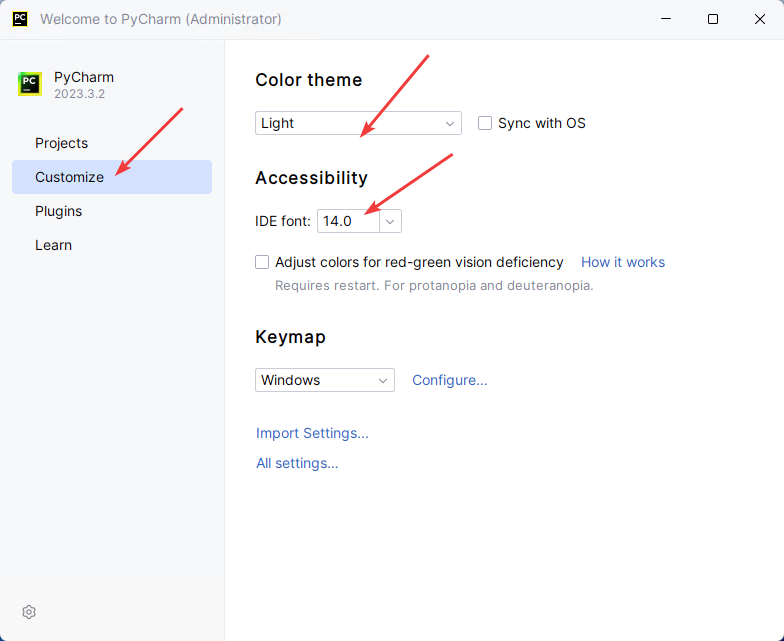 PC Welcome to PyCharm (Administrator)
PC PyCharm
2023.3.2
Projects
Customize
Plugins
Learn
Color theme
Light Sync with OS
Accessibility
IDE font: 14.0
Adjust colors for red-green vision deficiency How it works
Requires restart. For protanopia and deuteranopia.
Keymap
Windows Configure...
Import Settings...
All settings...